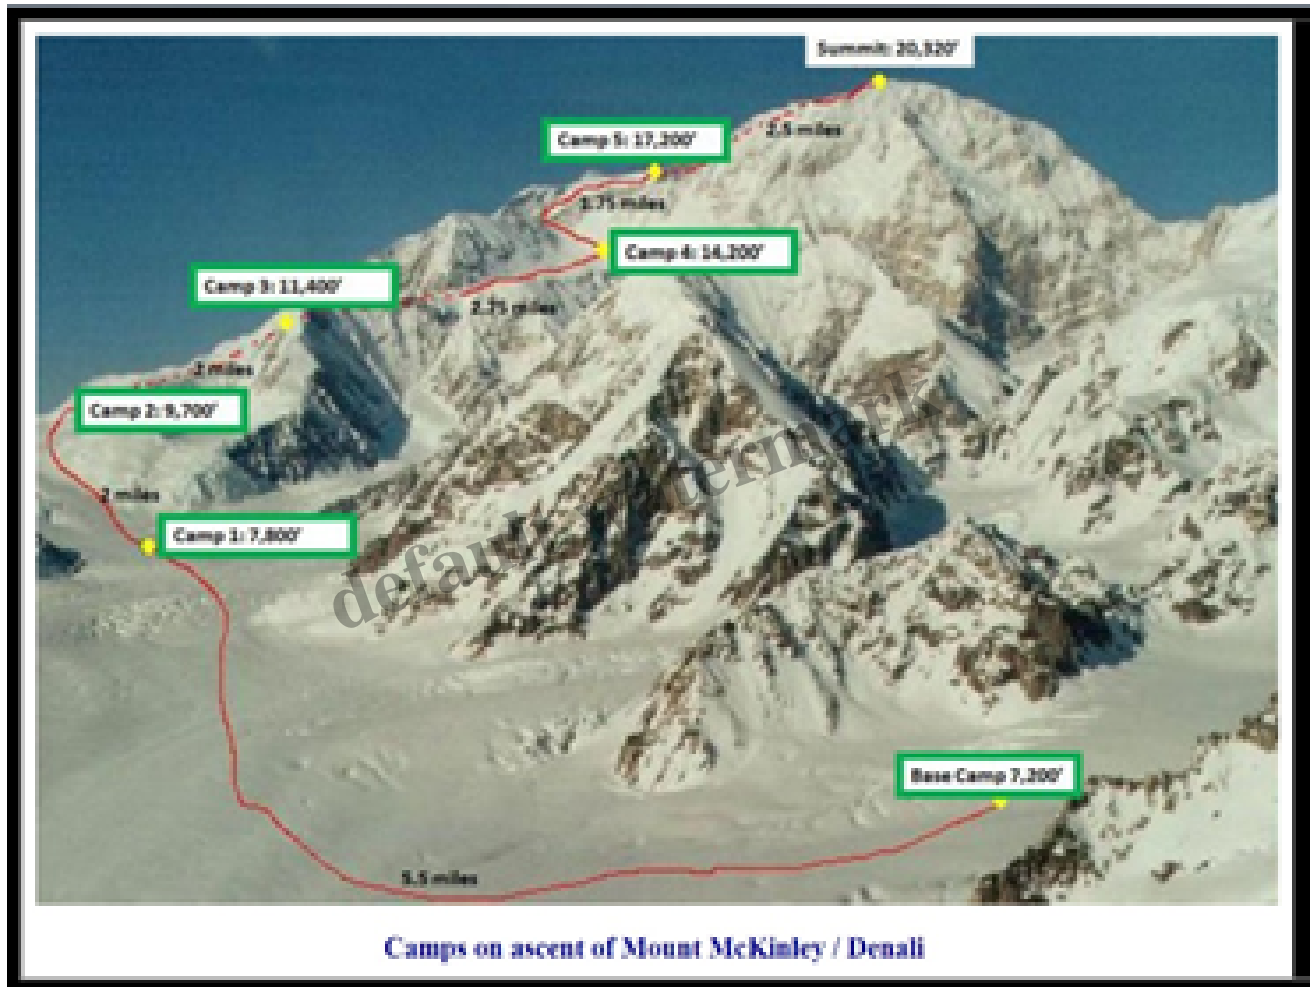 Summit: 20,320'
2.5 miles
Camp 5: 17,200'
1.75 miles
Camp 4: 14,200'
Camp 3: 11,400'
2.75 miles
2 miles
Camp 2: 9,700'
2 miles
Camp 1: 7,800'
default watermark
Base Camp 7,200'
5.5 miles
Camps on ascent of Mount McKinley / Denali